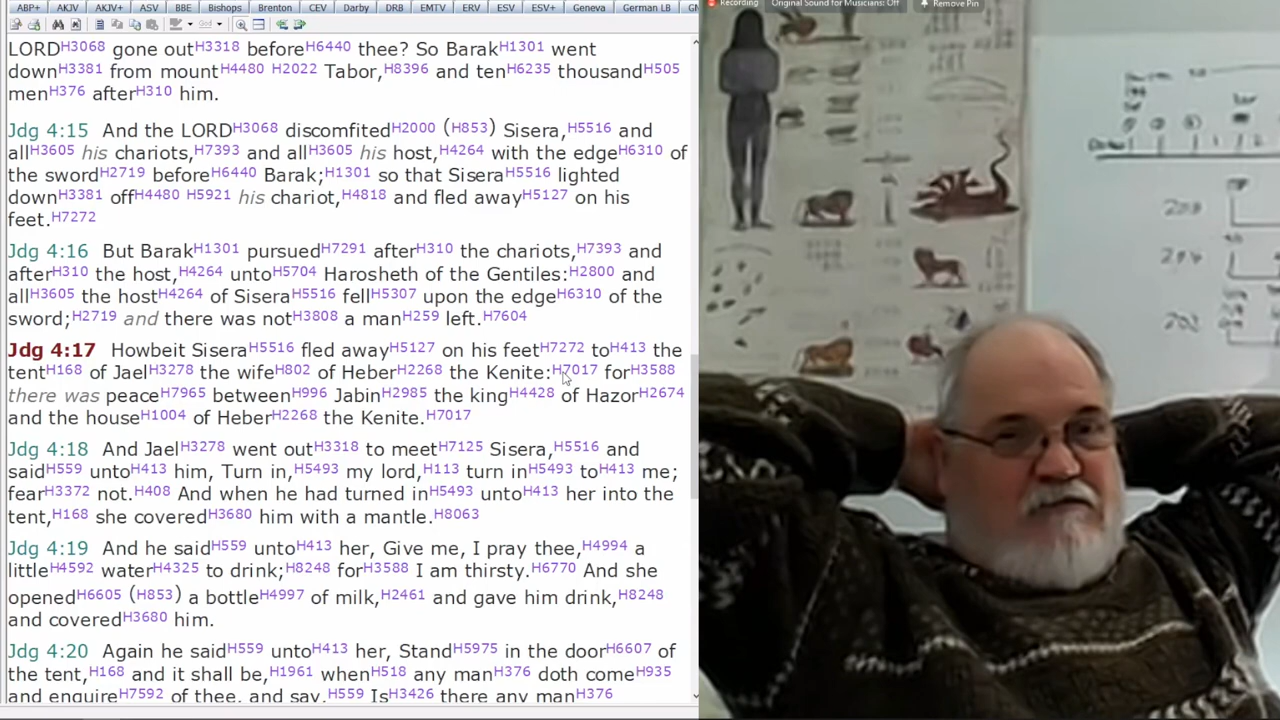 ABP+ AKJV AKJV+ ASV BBE Bishops Brenton CEV Darby DRB EMTV ERV ESV ESV+ Geneva German LB
Recording Original Sound for Musicians: Off Remove Pin
LORDH3068 gone outH3318 beforeH6440 thee? So BarakH1301 went
downH3381 from mountH4480 H2022 Tabor,H8396 and tenH6235 thousandH505
menH376 afterH310 him.
Jdg 4:15 And the LORDH3068 discomfitedH2000 (H853) Sisera,H5516 and
allH3605 his chariots,H7393 and allH3605 his host,H4264 with the edgeH6310 of
the swordH2719 beforeH6440 Barak;H1301 so that SiseraH5516 lighted
downH3381 offH4480 H5921 his chariot,H4818 and fled awayH5127 on his
feet.H7272
Jdg 4:16 But BarakH1301 pursuedH7291 afterH310 the chariots,H7393 and
afterH310 the host,H4264 untoH5704 Harosheth of the Gentiles:H2800 and
allH3605 the hostH4264 of SiseraH5516 fellH5307 upon the edgeH6310 of the
sword;H2719 and there was notH3808 a manH259 left.H7604
Jdg 4:17 Howbeit SiseraH5516 fled awayH5127 on his feetH7272 toH413 the
tentH168 of JaelH3278 the wifeH802 of HeberH2268 the Kenite:H7017 forH3588
there was peaceH7965 betweenH996 JabinH2985 the kingH4428 of HazorH2674
and the houseH1004 of HeberH2268 the Kenite.H7017
Jdg 4:18 And JaelH3278 went outH3318 to meetH7125 Sisera,H5516 and
saidH559 untoH413 him, Turn in,H5493 my lord,H113 turn inH5493 toH413 me;
fearH3372 not.H408 And when he had turned inH5493 untoH413 her into the
tent,H168 she coveredH3680 him with a mantle.H8063
Jdg 4:19 And he saidH559 untoH413 her, Give me, I pray thee,H4994 a
littleH4592 waterH4325 to drink;H8248 forH3588 I am thirsty.H6770 And she
openedH6605 (H853) a bottleH4997 of milk,H2461 and gave him drink,H8248
and coveredH3680 him.
Jdg 4:20 Again he saidH559 untoH413 her, StandH5975 in the doorH6607 of
the tent,H168 and it shall be,H1961 whenH518 any manH376 doth comeH935
and enquireH7592 of thee, and say,H559 IsH3426 there any manH376